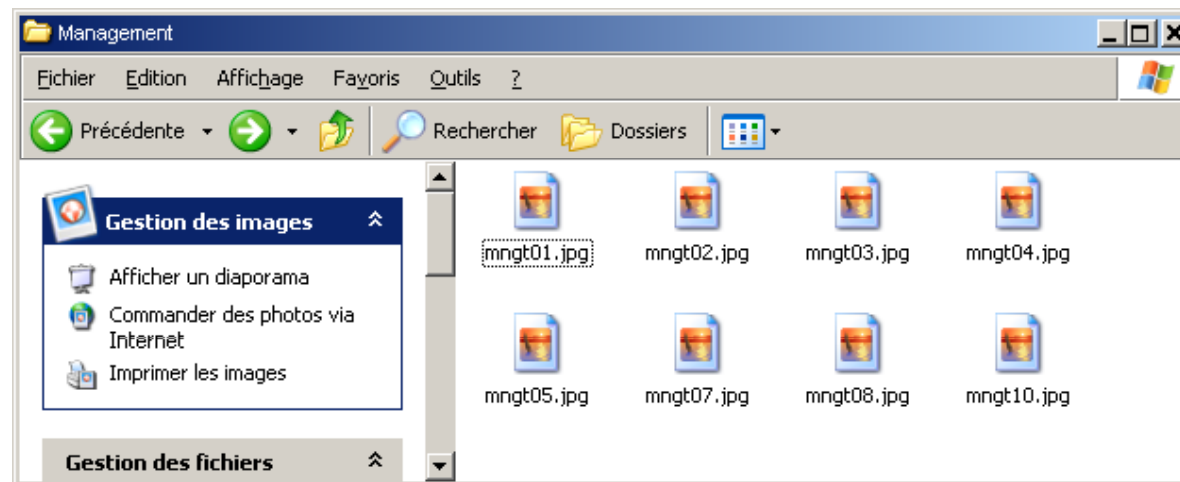 Management
Fichier Edition Affichage Favoris Outils ?
Précédente Rechercher Dossiers
Gestion des images
Afficher un diaporama
Commander des photos via
Internet
Imprimer les images
Gestion des fichiers
mngt01.jpg mngt02.jpg mngt03.jpg mngt04.jpg
mngt05.jpg mngt07.jpg mngt08.jpg mngt10.jpg